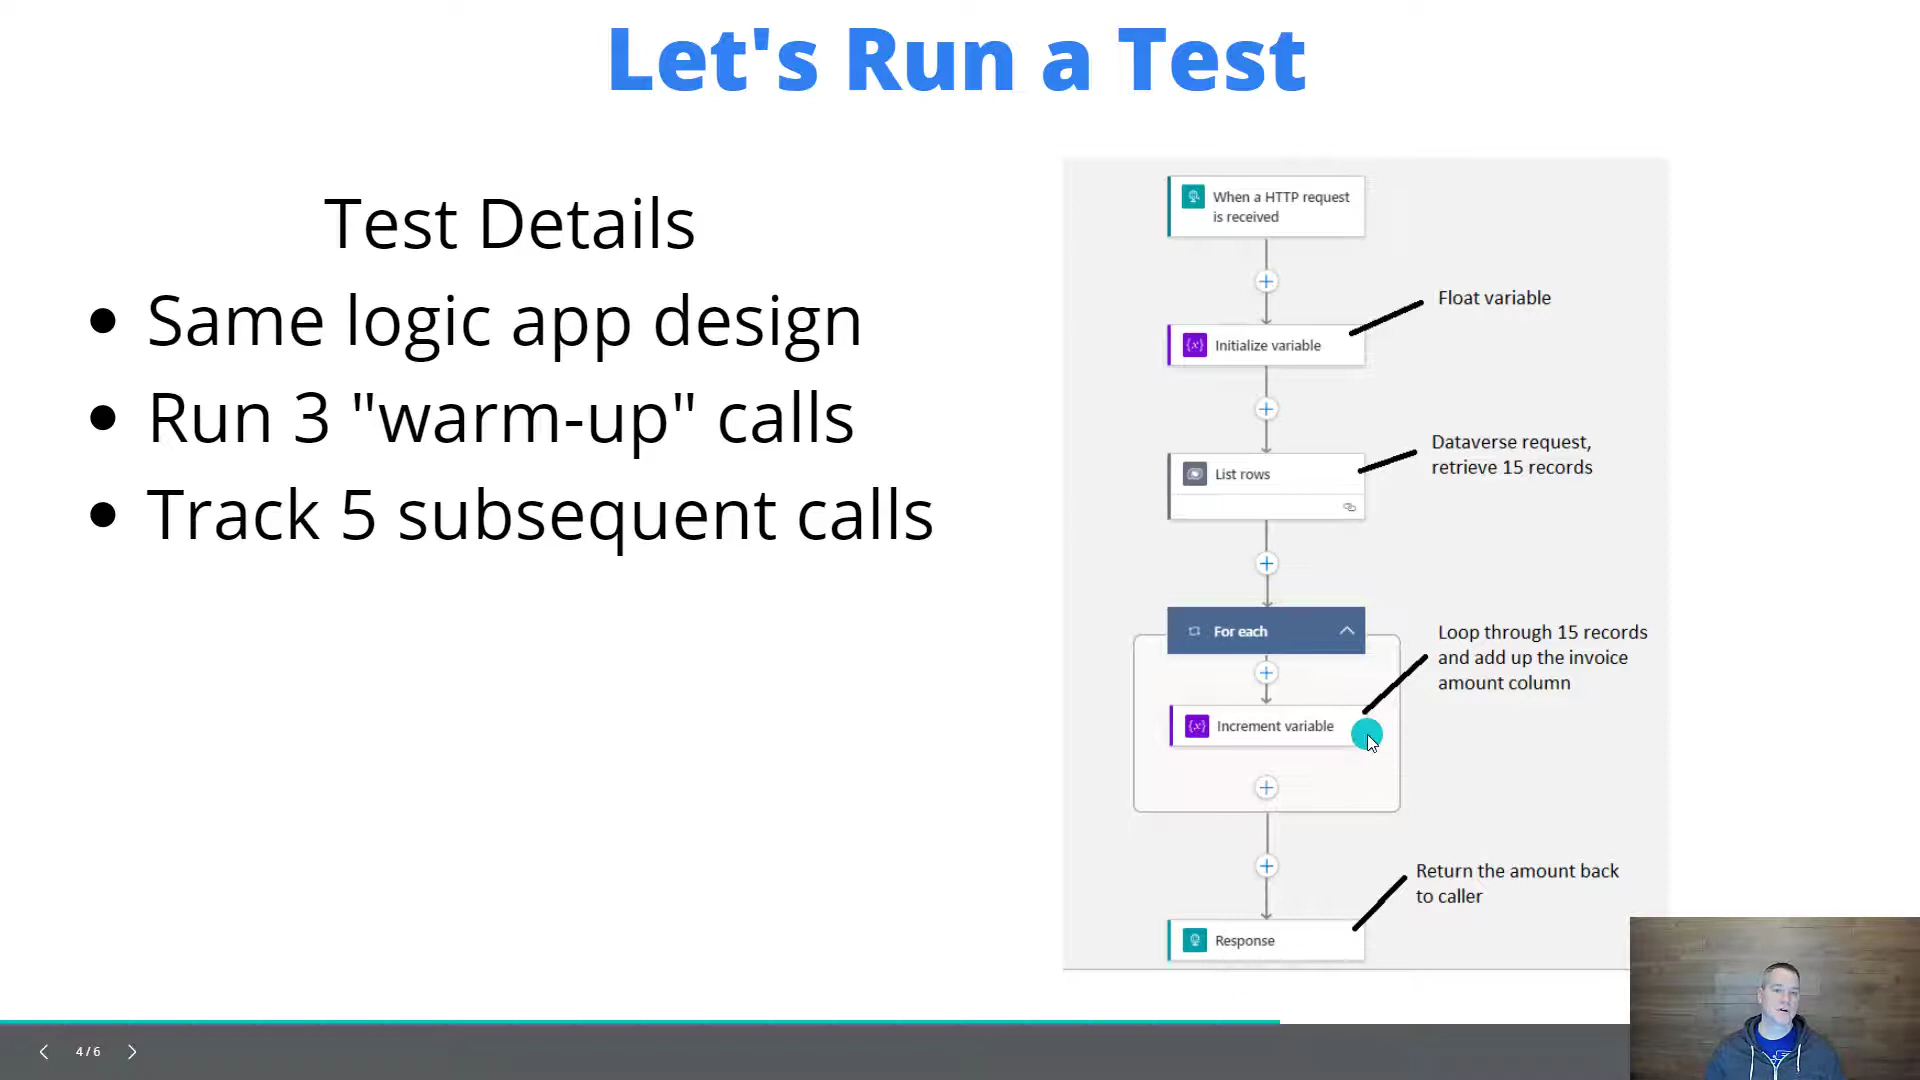 Let's Run a Test
Test Details
• Same logic app design
• Run 3 "warm-up" calls
• Track 5 subsequent calls
When a HTTP request
is received
Float variable
{x} Initialize variable
Dataverse request,
retrieve 15 records
List rows
For each
Loop through 15 records
and add up the invoice
amount column
{x} Increment variable
Return the amount back
to caller
Response
4/6